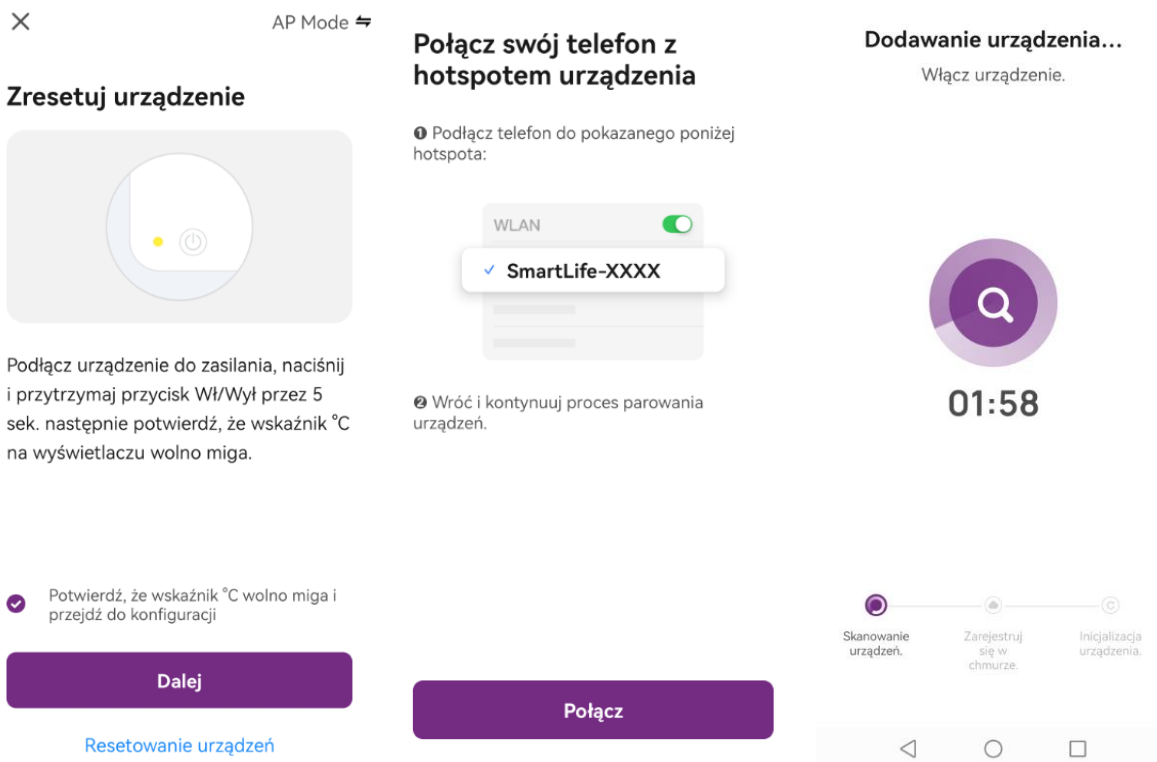 AP Mode
Zresetuj urządzenie
Podłącz urządzenie do zasilania, naciśnij
i przytrzymaj przycisk Wł/Wył przez 5
sek. następnie potwierdź, że wskaźnik °C
na wyświetlaczu wolno miga.
Potwierdź, że wskaźnik °C wolno miga i
przejdź do konfiguracji
Dalej
Resetowanie urządzeń
Połącz swój telefon z
hotspotem urządzenia
❶ Podłącz telefon do pokazanego poniżej
hotspota:
WLAN
SmartLife-XXXX
❷ Wróć i kontynuuj proces parowania
urządzeń.
Połącz
Dodawanie urządzenia...
Włącz urządzenie.
01:58
Skanowanie
urządzeń.
Zarejestruj
się w
chmurze.
Inicjalizacja
urządzenia.